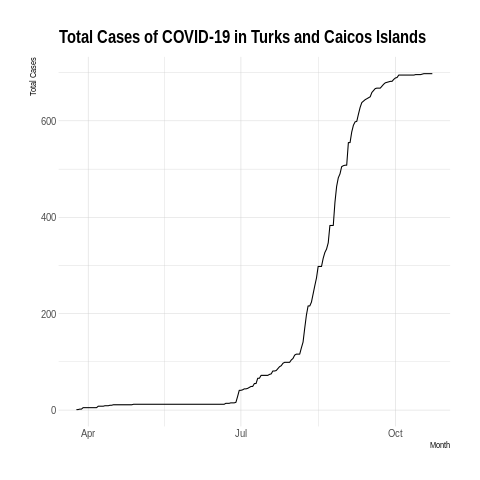 Total Cases of COVID-19 in Turks and Caicos Islands
Total Cases
600
400
200
0
Apr
Jul
Oct
Month